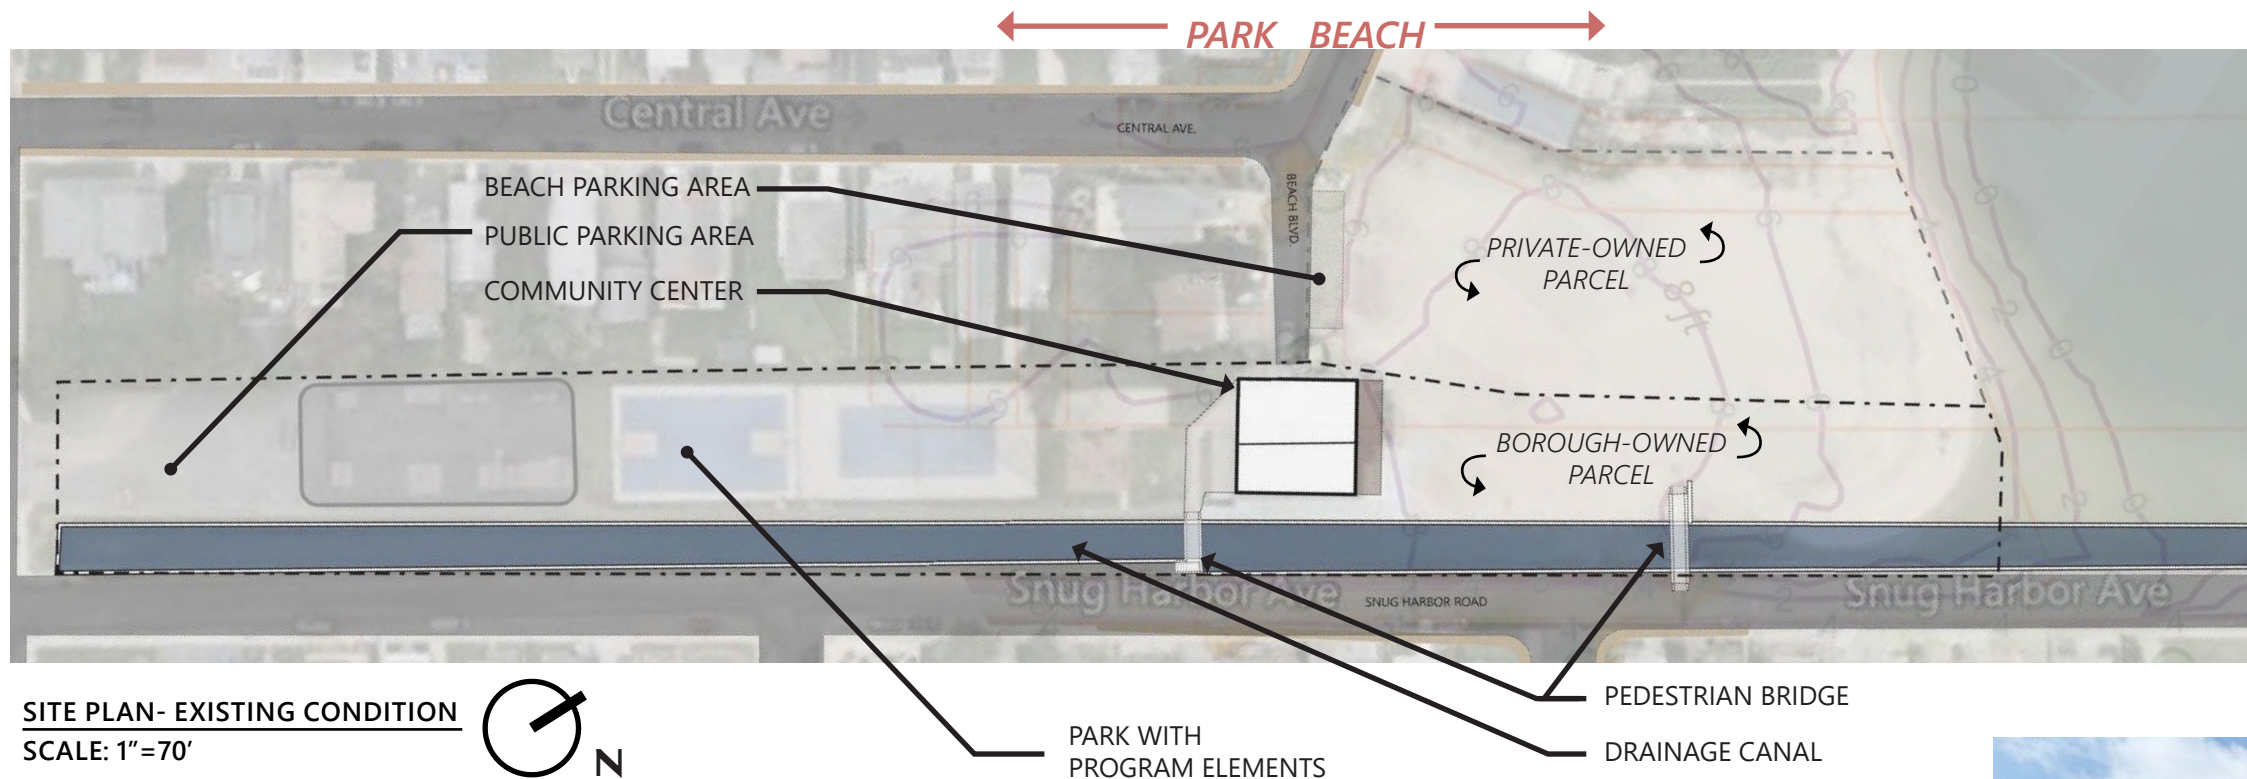 PARK BEACH
Central Ave
CENTRAL AVE.
BEACH PARKING AREA
PUBLIC PARKING AREA
COMMUNITY CENTER
BEACH BLVD.
PRIVATE-OWNED
PARCEL
8ft
BOROUGH-OWNED
PARCEL
Snug Harbor Ave
SNUG HARBOR ROAD
Snug Harbor Ave
SITE PLAN- EXISTING CONDITION
SCALE: 1”=70’
N
PARK WITH
PROGRAM ELEMENTS
PEDESTRIAN BRIDGE
DRAINAGE CANAL